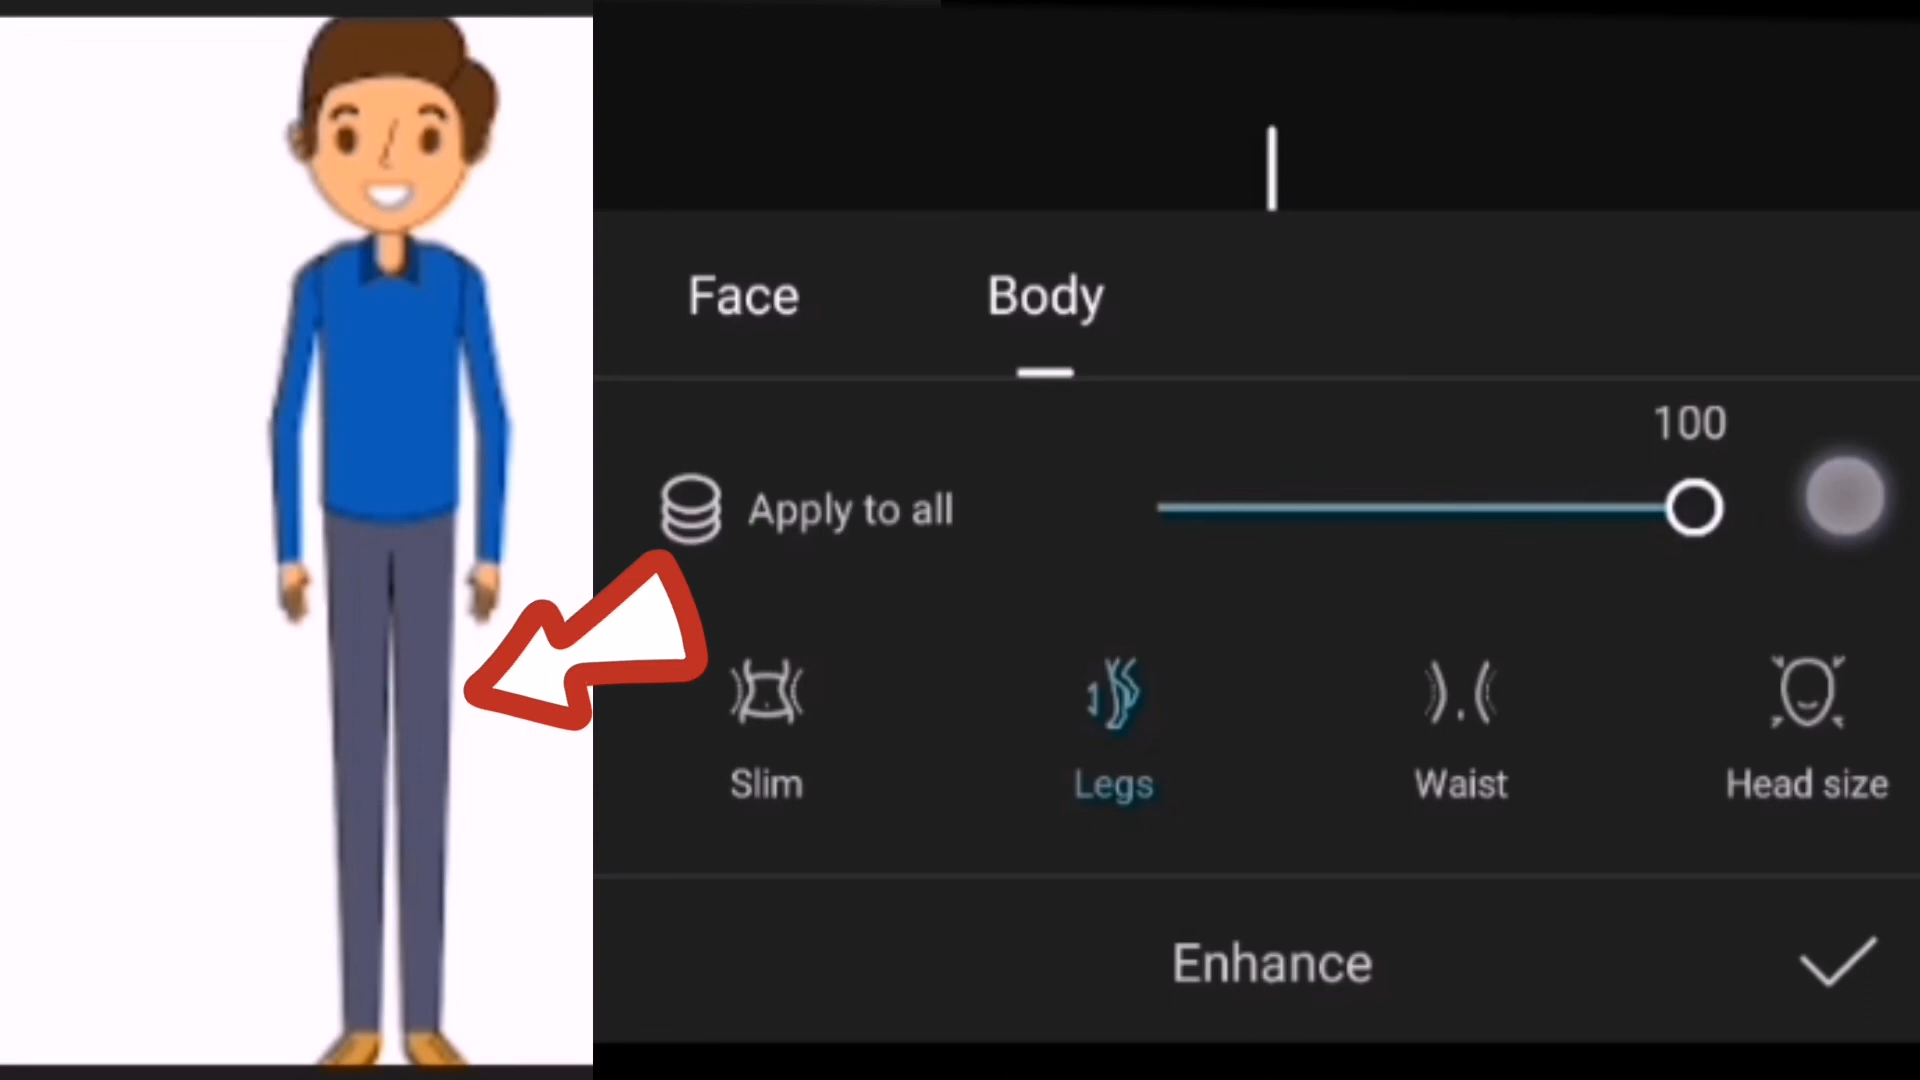 Face
Body
100
Apply to all
Slim
Legs
Waist
Head size
Enhance